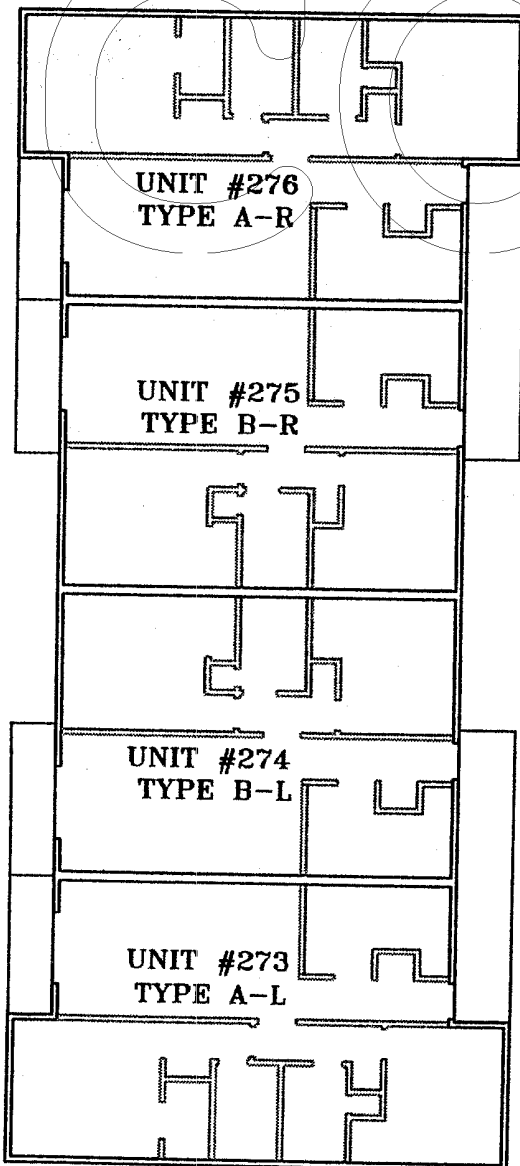 UNIT #276
TYPE A-R
UNIT #275
TYPE B-R
UNIT #274
TYPE B-L
UNIT #273
TYPE A-L